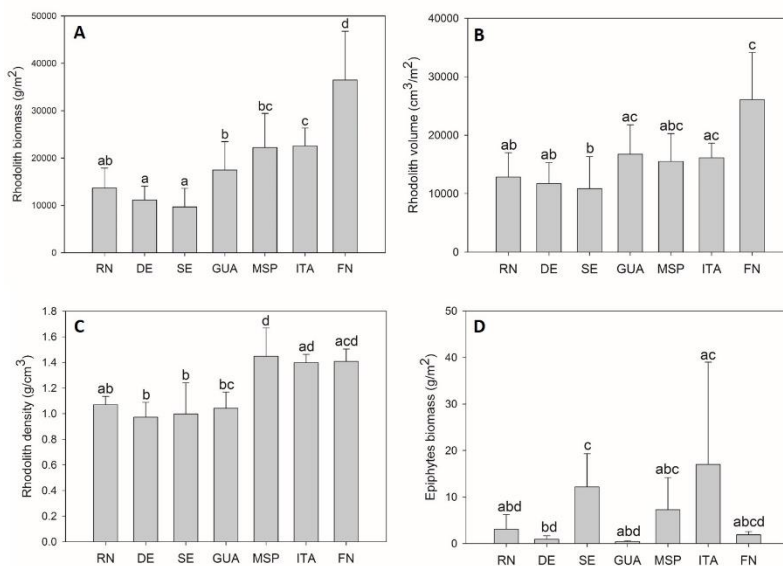 A
Rhodolith biomass (g/m²)
50000
40000
30000
20000
10000
0
ab
a
a
b
bc
c
d
RN DE SE GUA MSP ITA FN
B
Rhodolith volume (cm³/m²)
40000
30000
20000
10000
0
ab
ab
b
ac
abc
ac
c
RN DE SE GUA MSP ITA FN
C
Rhodolith density (g/cm³)
1.8
1.6
1.4
1.2
1.0
0.8
0.6
0.4
0.2
0.0
ab
b
b
bc
d
ad
acd
RN DE SE GUA MSP ITA FN
D
Epiphytes biomass (g/m²)
50
40
30
20
10
0
abd
bd
c
abd
abc
ac
abcd
RN DE SE GUA MSP ITA FN